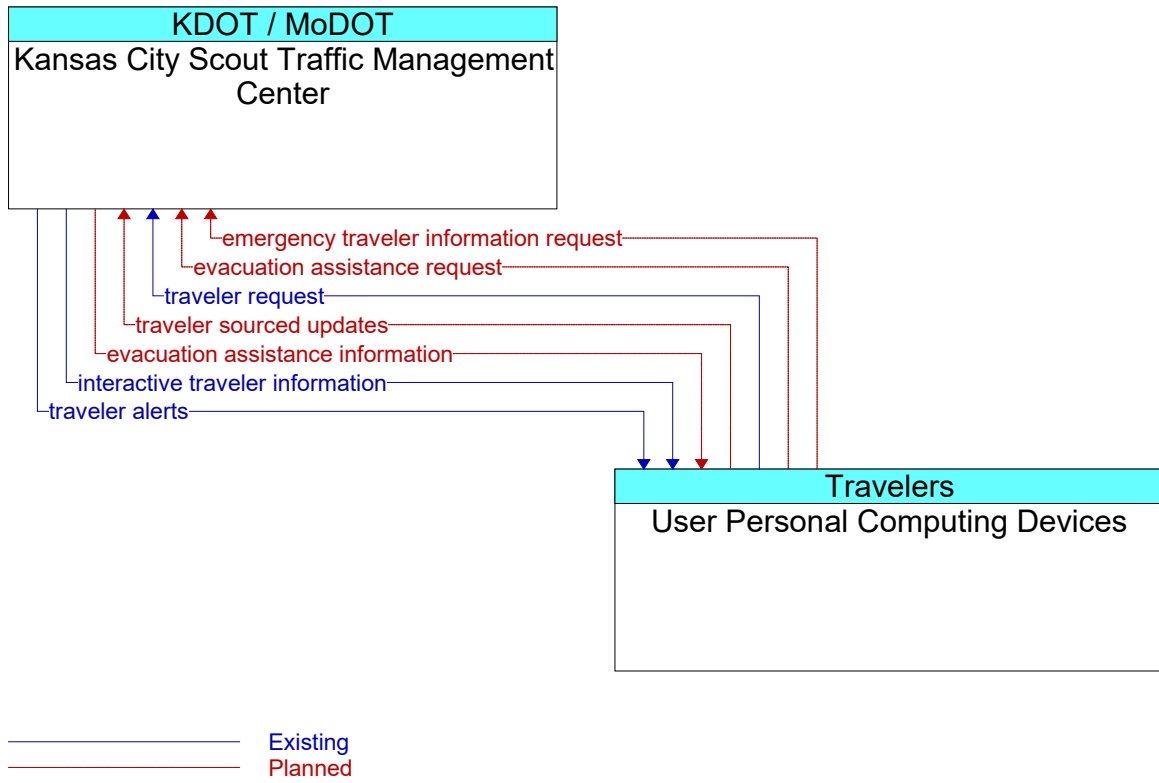 KDOT / MoDOT
Kansas City Scout Traffic Management
Center
emergency traveler information request
evacuation assistance request
traveler request
traveler sourced updates
evacuation assistance information
interactive traveler information
traveler alerts
Travelers
User Personal Computing Devices
Existing
Planned